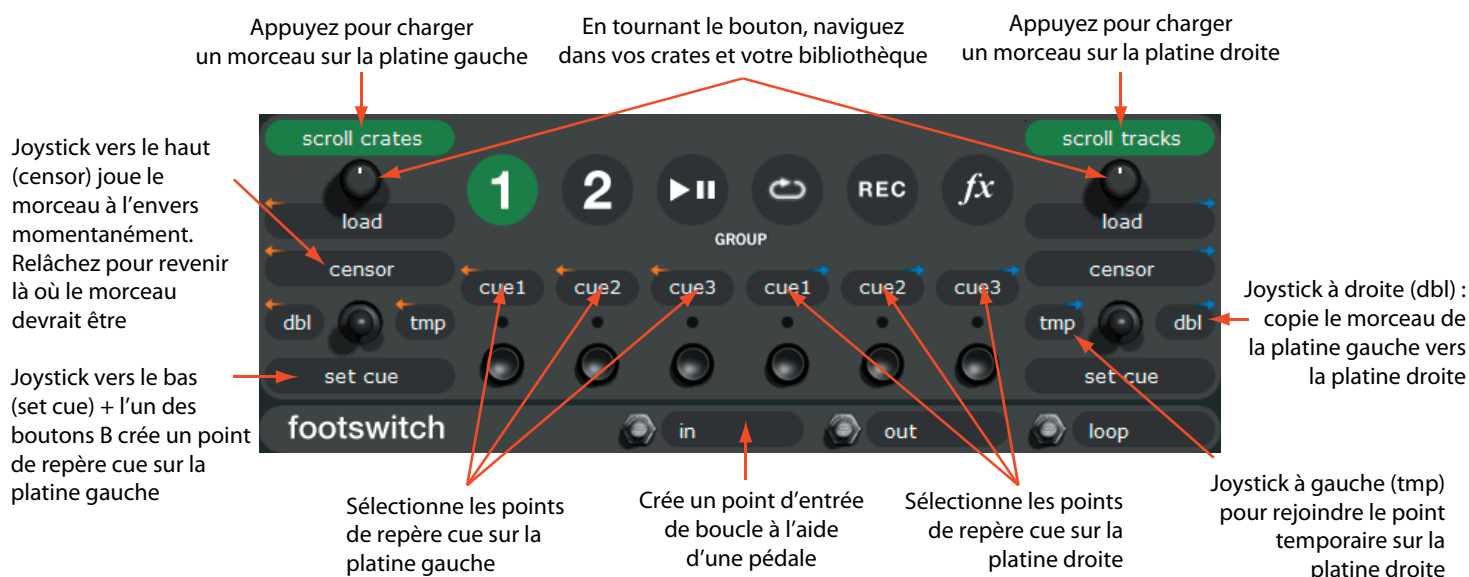 Appuyez pour charger
un morceau sur la platine gauche
En tournant le bouton, naviguez
dans vos crates et votre bibliothèque
Appuyez pour charger
un morceau sur la platine droite
Joystick vers le haut
(censor) joue le
morceau à l'envers
momentanément.
Relâchez pour revenir
là où le morceau
devrait être
Joystick vers le bas
(set cue) + l'un des
boutons B crée un point
de repère cue sur la
platine gauche
scroll crates
load
censor
dbl
tmp
set cue
1
2
REC
fx
GROUP
cue1
cue2
cue3
cue1
cue2
cue3
scroll tracks
load
censor
tmp
dbl
set cue
footswitch
in
out
loop
Joystick à droite (dbl) :
copie le morceau de
la platine gauche vers
la platine droite
Sélectionne les points
de repère cue sur la
platine gauche
Crée un point d'entrée
de boucle à l'aide
d'une pédale
Sélectionne les points
de repère cue sur la
platine droite
Joystick à gauche (tmp)
pour rejoindre le point
temporaire sur la
platine droite